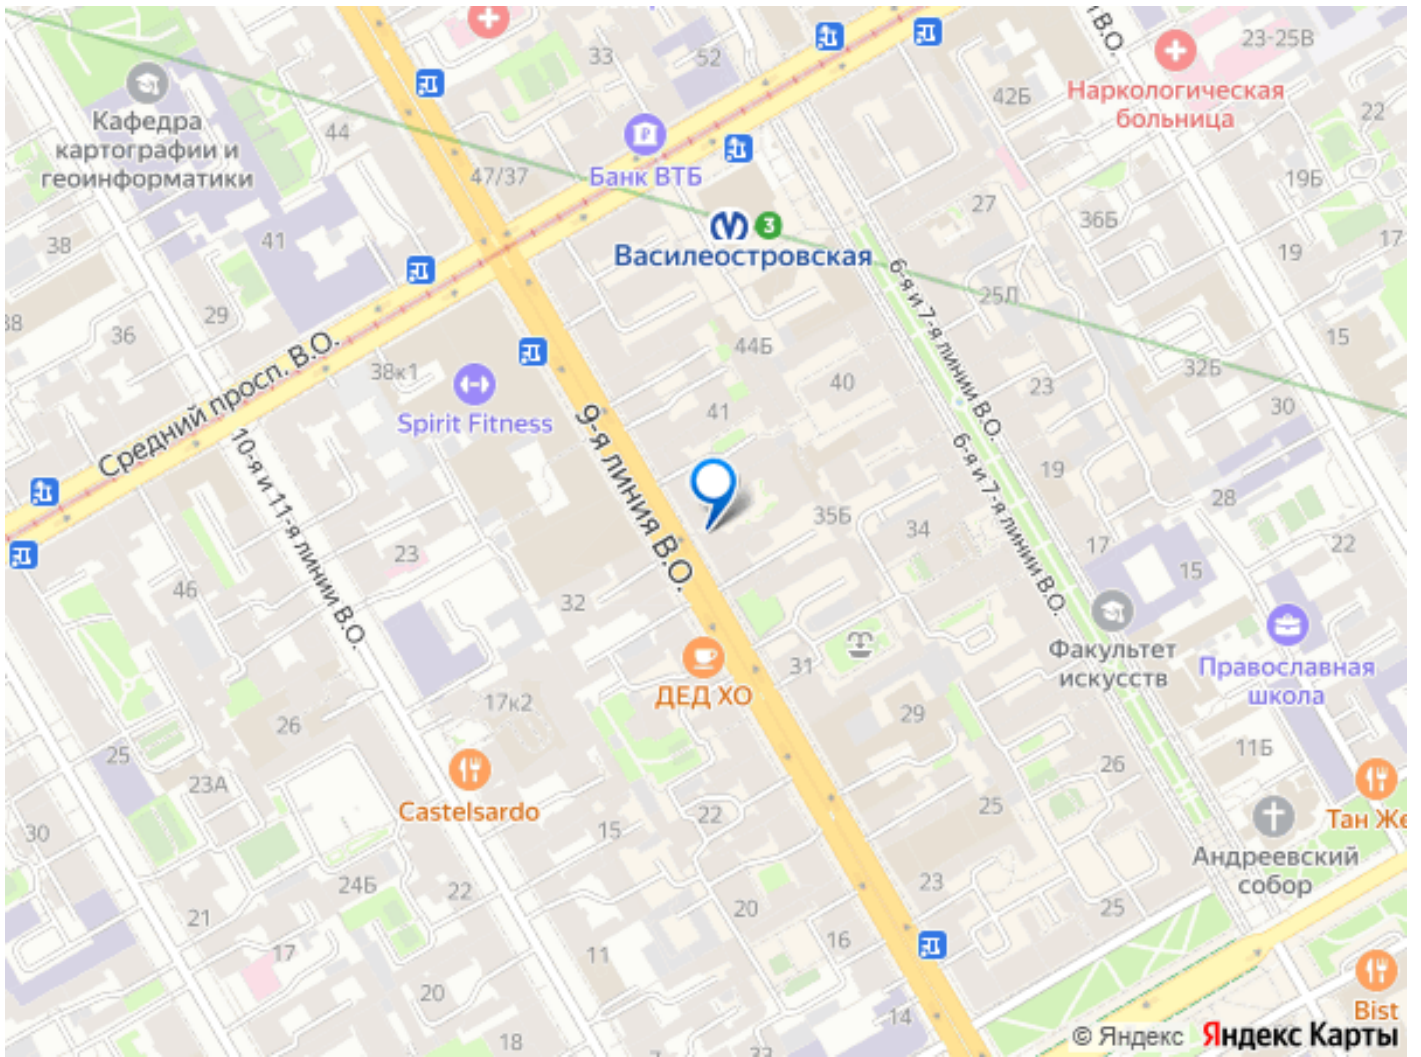 33
52
23-25В
Наркологическая
больница
42Б
22
Кафедра
картографии и
геоинформатики
44
47/37
Банк ВТБ
19Б
27
36Б
38
41
3
Василеостровская
17
19
25Л
6-я и 7-я линии В.О.
38
36
29
15
Средний просп. В.О.
38к1
44Б
40
32Б
Spirit Fitness
41
23
30
9-я линия В.О.
10-я и 11-я линии В.О.
6-я и 7-я линии В.О.
19
28
35Б
34
23
17
22
46
32
15
Факультет
искусств
Православная
школа
31
ДЕД ХО
17к2
26
29
25
11Б
23А
26
Castelsardo
22
25
Тан Же
30
15
Андреевский
собор
24Б
22
23
21
20
25
17
16
11
20
Bist
14
18
© Яндекс Яндекс Карты